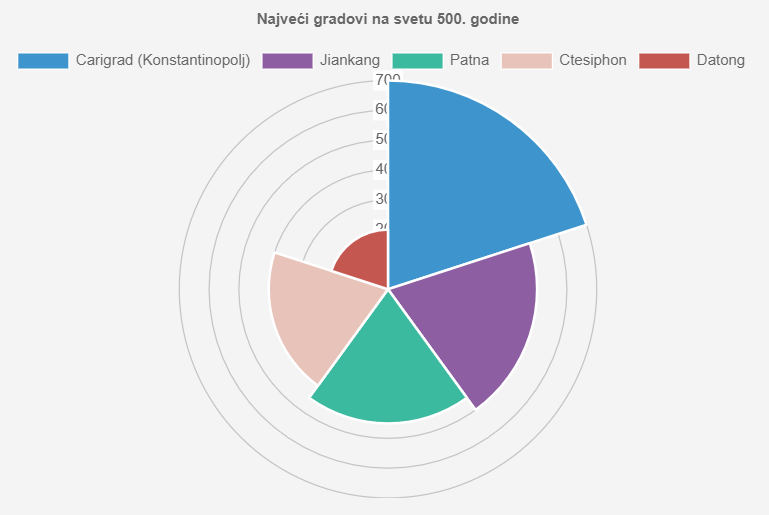 Najveći gradovi na svetu 500. godine
Carigrad (Konstantinopolj) Jiankang Patna Ctesiphon Datong
700